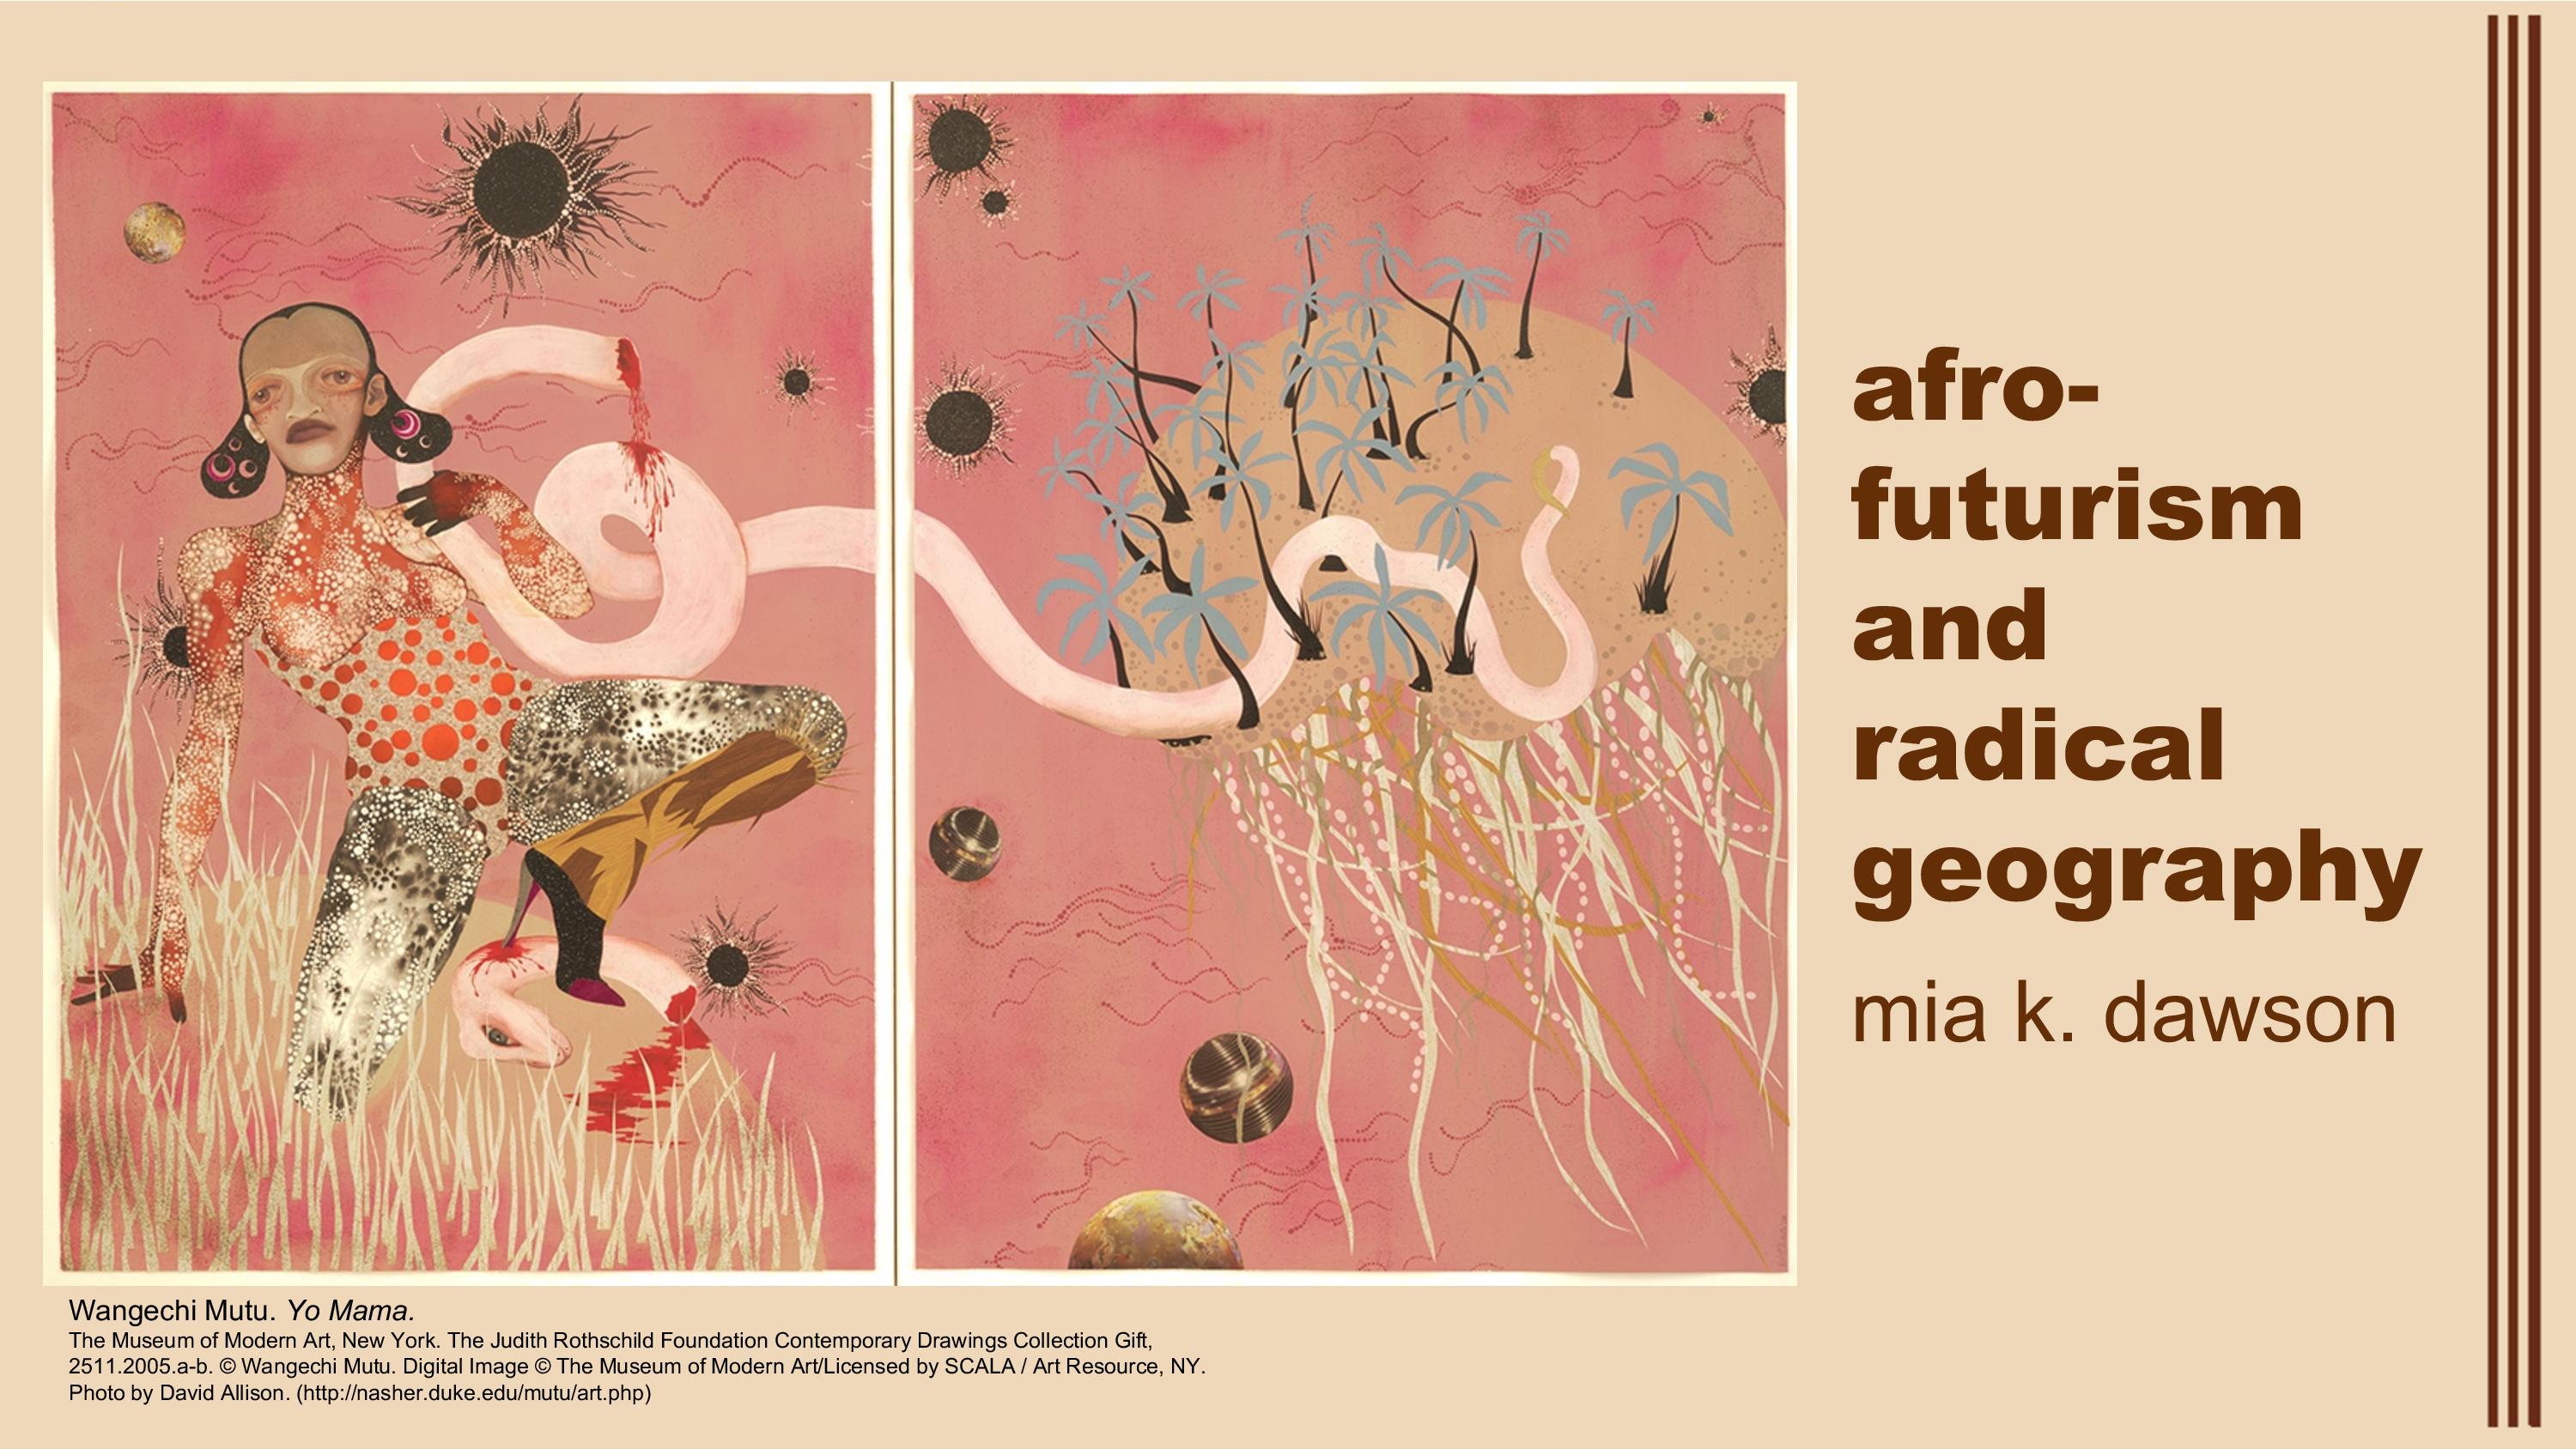 afro-
futurism
and
radical
geography
mia k. dawson
Wangechi Mutu. Yo Mama.
The Museum of Modern Art, New York. The Judith Rothschild Foundation Contemporary Drawings Collection Gift,
2511.2005.a-b. © Wangechi Mutu. Digital Image © The Museum of Modern Art/Licensed by SCALA / Art Resource, NY.
Photo by David Allison. (http://nasher.duke.edu/mutu/art.php)